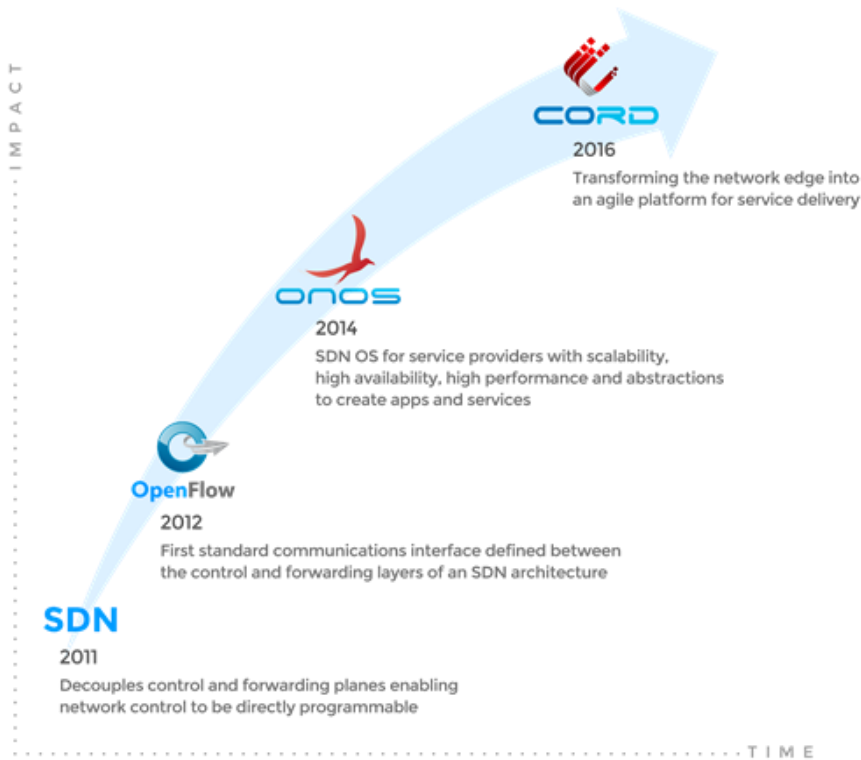 IMPACT
CORD
2016
Transforming the network edge into
an agile platform for service delivery
ONOS
2014
SDN OS for service providers with scalability,
high availability, high performance and abstractions
to create apps and services
OpenFlow
2012
First standard communications interface defined between
the control and forwarding layers of an SDN architecture
SDN
2011
Decouples control and forwarding planes enabling
network control to be directly programmable
TIME